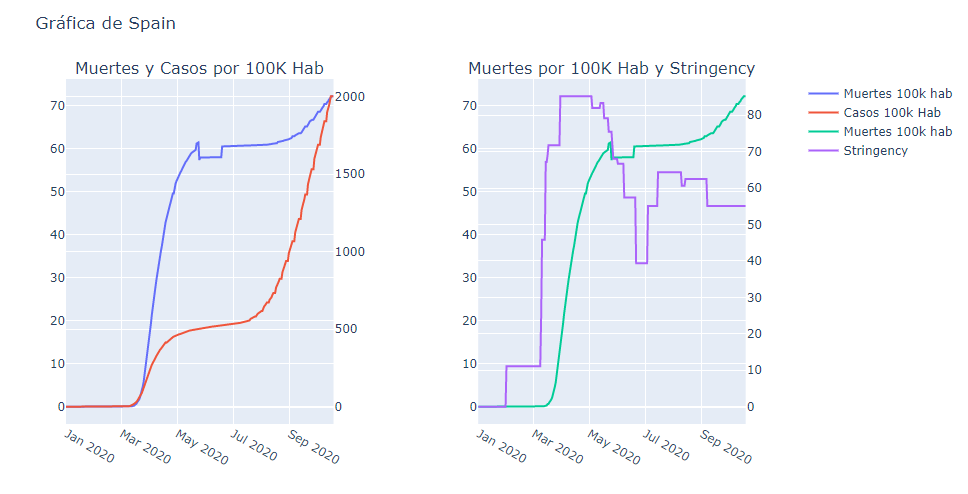 Gráfica de Spain
Muertes y Casos por 100K Hab
Muertes por 100K Hab y Stringency
70
60
50
40
30
20
10
0
2000
1500
1000
500
0
Jan 2020
Mar 2020
May 2020
Jul 2020
Sep 2020
70
60
50
40
30
20
10
0
80
70
60
50
40
30
20
10
0
Jan 2020
Mar 2020
May 2020
Jul 2020
Sep 2020
Muertes 100k hab
Casos 100k Hab
Muertes 100k hab
Stringency